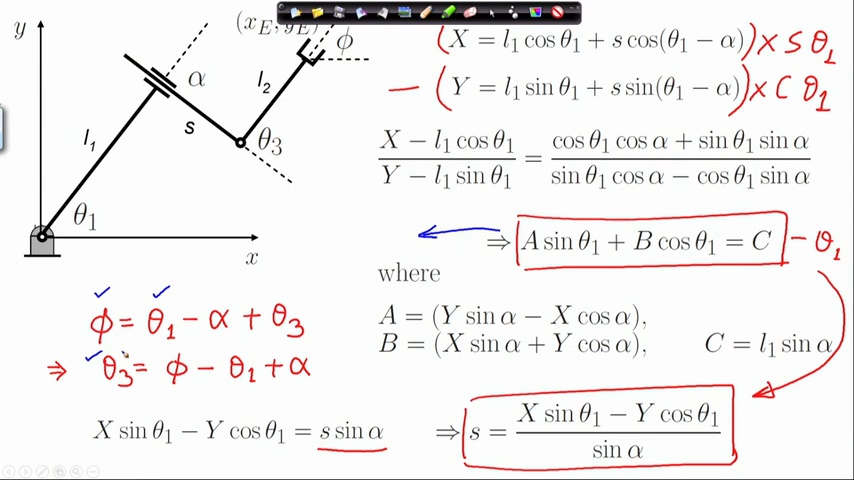 y
(x_E, y_E)
ϕ
α
l_2
s
θ_3
l_1
θ_1
x
(X = l_1 cos θ_1 + s cos(θ_1 − α)) × S θ_1
− (Y = l_1 sin θ_1 + s sin(θ_1 − α)) × C θ_1
\frac{X − l_1 cos θ_1}{Y − l_1 sin θ_1} = \frac{cos θ_1 cos α + sin θ_1 sin α}{sin θ_1 cos α − cos θ_1 sin α}
⇒ A sin θ_1 + B cos θ_1 = C − θ_1
where
A = (Y sin α − X cos α),
B = (X sin α + Y cos α), C = l_1 sin α
ϕ = θ_1 − α + θ_3
⇒ θ_3 = ϕ − θ_1 + α
X sin θ_1 − Y cos θ_1 = s sin α ⇒ s = \frac{X sin θ_1 − Y cos θ_1}{sin α}